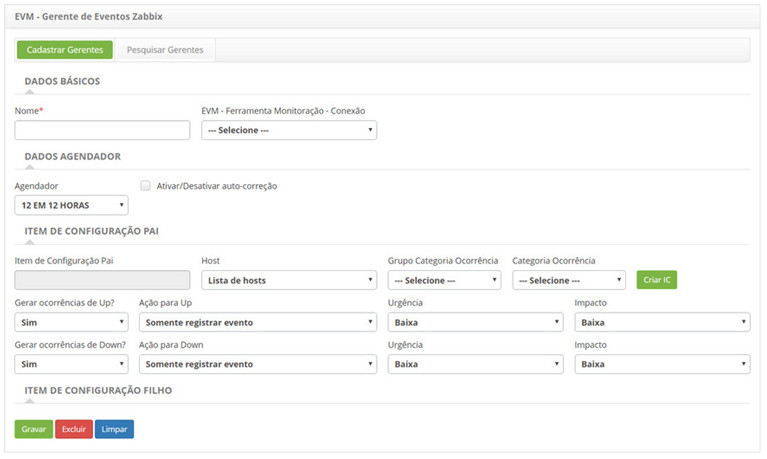 EVM - Gerente de Eventos Zabbix
Cadastrar Gerentes Pesquisar Gerentes
DADOS BÁSICOS
Nome* EVM - Ferramenta Monitoração - Conexão
--- Selecione ---
DADOS AGENDADOR
Agendador Ativar/Desativar auto-correção
12 EM 12 HORAS
ITEM DE CONFIGURAÇÃO PAI
Item de Configuração Pai Host Grupo Categoria Ocorrência Categoria Ocorrência
Lista de hosts --- Selecione --- --- Selecione --- Criar IC
Gerar ocorrências de Up? Ação para Up Urgência Impacto
Sim Somente registrar evento Baixa Baixa
Gerar ocorrências de Down? Ação para Down Urgência Impacto
Sim Somente registrar evento Baixa Baixa
ITEM DE CONFIGURAÇÃO FILHO
Gravar Excluir Limpar